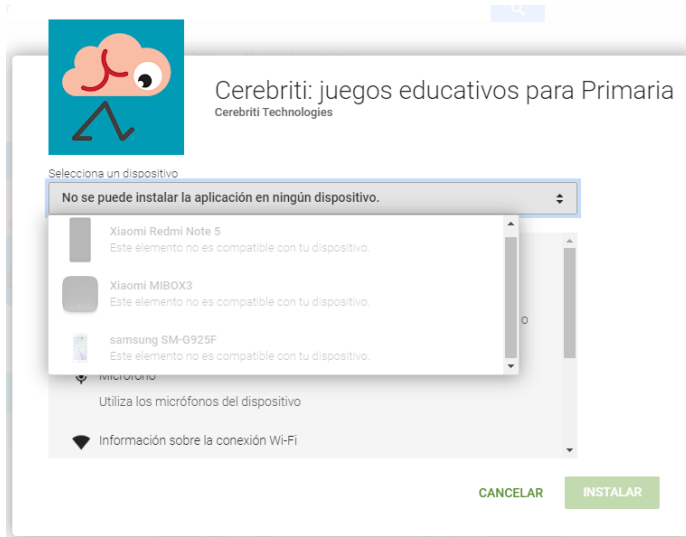 Cerebriti: juegos educativos para Primaria
Cerebriti Technologies
Selecciona un dispositivo
No se puede instalar la aplicación en ningún dispositivo.
Xiaomi Redmi Note 5
Este elemento no es compatible con tu dispositivo.
Xiaomi MIBOX3
Este elemento no es compatible con tu dispositivo.
o
samsung SM-G925F
Este elemento no es compatible con tu dispositivo.
Micrófono
Utiliza los micrófonos del dispositivo
Información sobre la conexión Wi-Fi
CANCELAR
INSTALAR